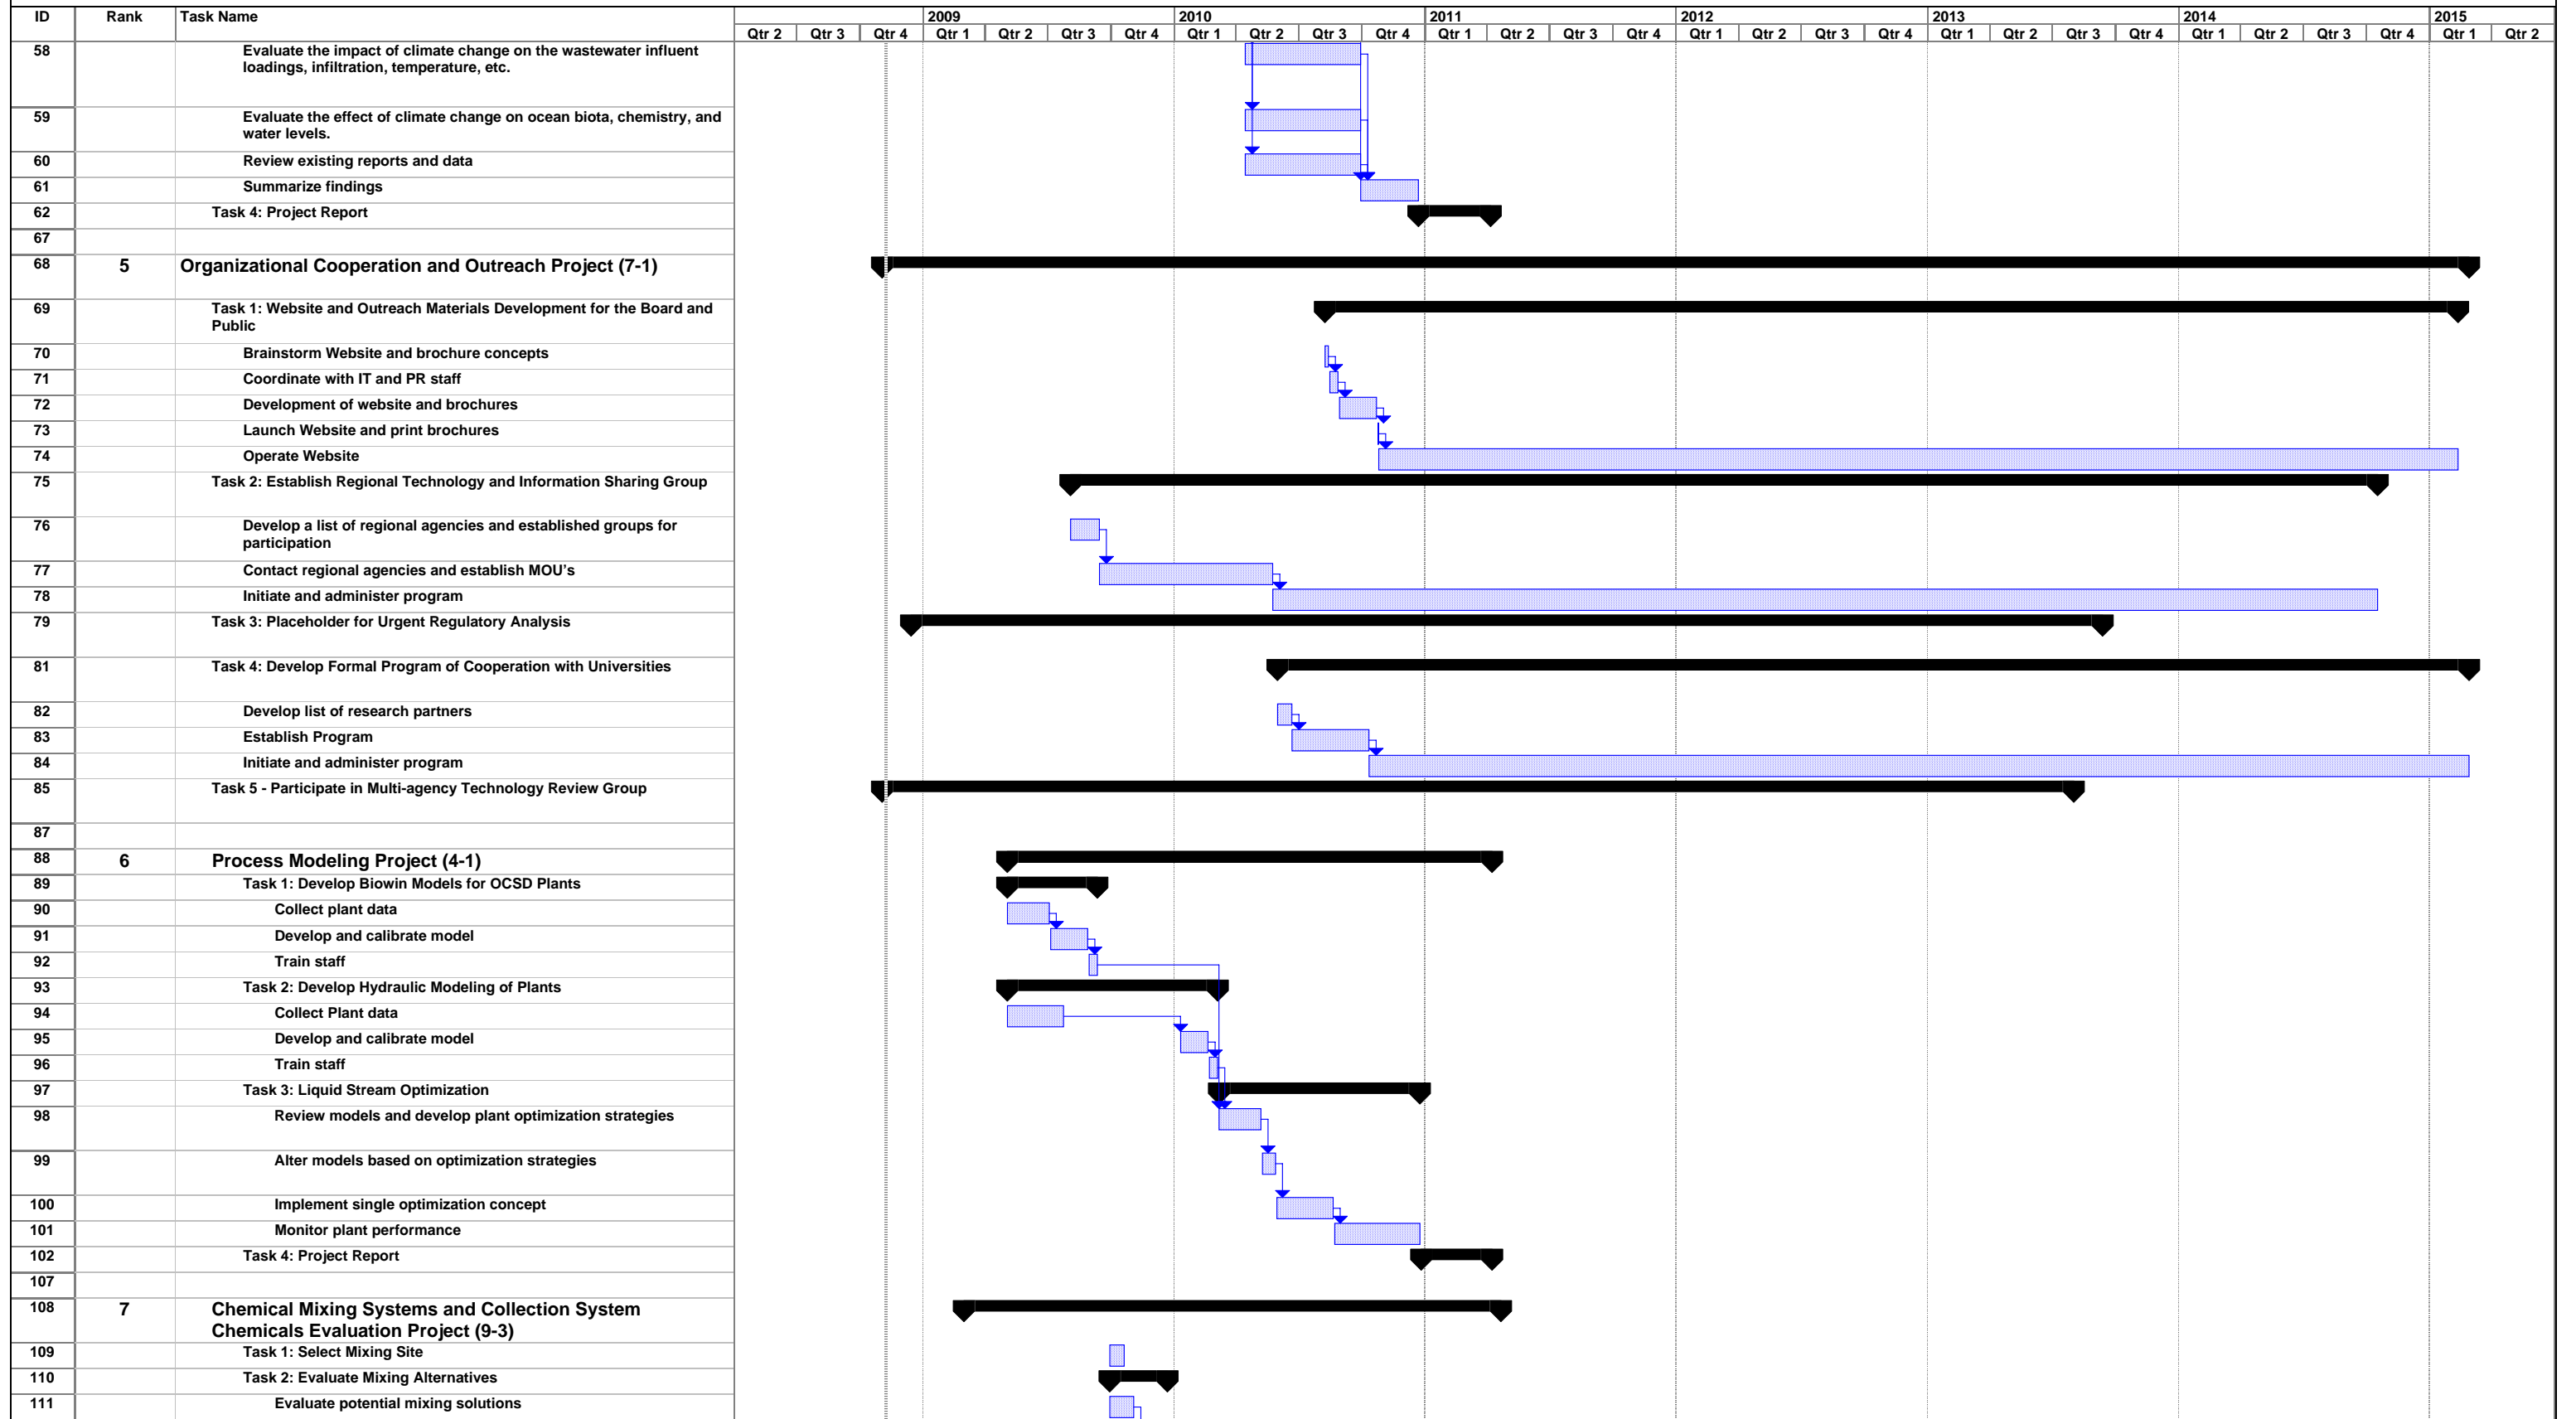 ID Rank Task Name 2009 2010 2011 2012 2013 2014 2015
Qtr 2 Qtr 3 Qtr 4 Qtr 1 Qtr 2 Qtr 3 Qtr 4 Qtr 1 Qtr 2 Qtr 3 Qtr 4 Qtr 1 Qtr 2 Qtr 3 Qtr 4 Qtr 1 Qtr 2 Qtr 3 Qtr 4 Qtr 1 Qtr 2 Qtr 3 Qtr 4 Qtr 1 Qtr 2 Qtr 3 Qtr 4 Qtr 1 Qtr 2
58 Evaluate the impact of climate change on the wastewater influent
loadings, infiltration, temperature, etc.
59 Evaluate the effect of climate change on ocean biota, chemistry, and
water levels.
60 Review existing reports and data
61 Summarize findings
62 Task 4: Project Report
67
68 5 Organizational Cooperation and Outreach Project (7-1)
69 Task 1: Website and Outreach Materials Development for the Board and
Public
70 Brainstorm Website and brochure concepts
71 Coordinate with IT and PR staff
72 Development of website and brochures
73 Launch Website and print brochures
74 Operate Website
75 Task 2: Establish Regional Technology and Information Sharing Group
76 Develop a list of regional agencies and established groups for
participation
77 Contact regional agencies and establish MOU's
78 Initiate and administer program
79 Task 3: Placeholder for Urgent Regulatory Analysis
81 Task 4: Develop Formal Program of Cooperation with Universities
82 Develop list of research partners
83 Establish Program
84 Initiate and administer program
85 Task 5 - Participate in Multi-agency Technology Review Group
87
88 6 Process Modeling Project (4-1)
89 Task 1: Develop Biowin Models for OCSD Plants
90 Collect plant data
91 Develop and calibrate model
92 Train staff
93 Task 2: Develop Hydraulic Modeling of Plants
94 Collect Plant data
95 Develop and calibrate model
96 Train staff
97 Task 3: Liquid Stream Optimization
98 Review models and develop plant optimization strategies
99 Alter models based on optimization strategies
100 Implement single optimization concept
101 Monitor plant performance
102 Task 4: Project Report
107
108 7 Chemical Mixing Systems and Collection System
Chemicals Evaluation Project (9-3)
109 Task 1: Select Mixing Site
110 Task 2: Evaluate Mixing Alternatives
111 Evaluate potential mixing solutions